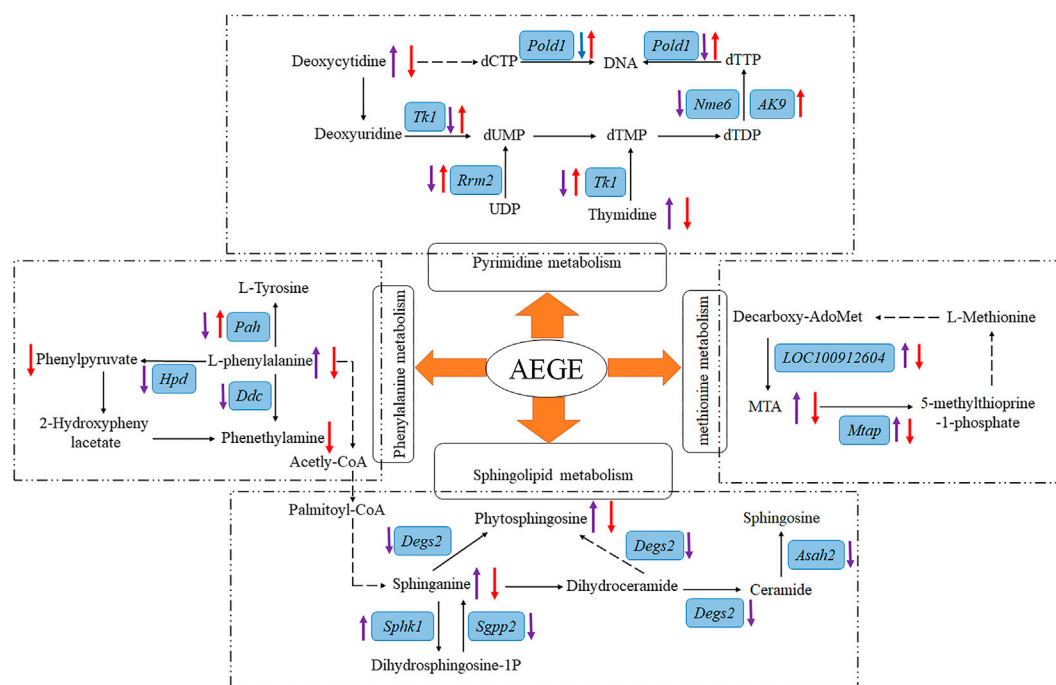 Deoxycytidine
dCTP
Pold1
DNA
Pold1
dTTP
Nme6
AK9
Deoxyuridine
Tk1
dUMP
dTMP
dTDP
Rrm2
Tk1
UDP
Thymidine
Pyrimidine metabolism
L-Tyrosine
Pah
Phenylpyruvate
L-phenylalanine
Hpd
Ddc
2-Hydroxypheny
lacetate
Phenethylamine
Acetly-CoA
Phenylalanine metabolism
AEGE
methionine metabolism
Decarboxy-AdoMet
L-Methionine
LOC100912604
MTA
5-methylthioprine
-1-phosphate
Mtap
Sphingolipid metabolism
Palmitoyl-CoA
Phytosphingosine
Sphingosine
Degs2
Degs2
Asah2
Sphinganine
Dihydroceramide
Ceramide
Degs2
Sphk1
Sgpp2
Dihydrosphingosine-1P